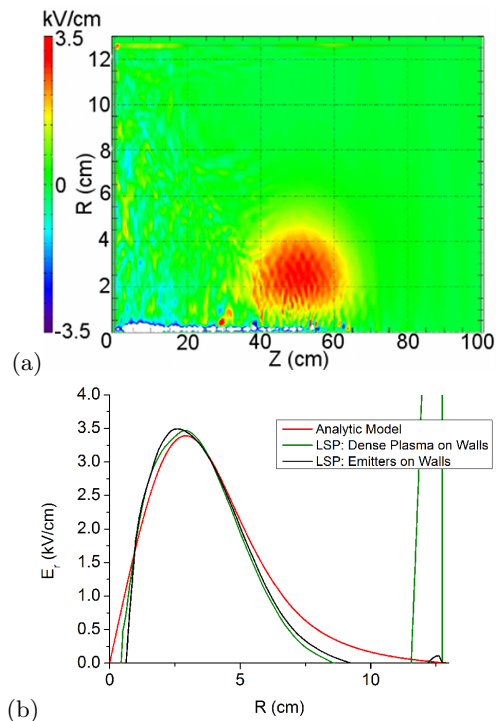 kV/cm
3.5
0
-3.5
R (cm)
12
10
8
6
4
2
0
0 20 40 60 80 100
Z (cm)
(a)
4.0
3.5
3.0
2.5
2.0
1.5
1.0
0.5
0.0
E_r (kV/cm)
Analytic Model
LSP: Dense Plasma on Walls
LSP: Emitters on Walls
0 5 10
R (cm)
(b)